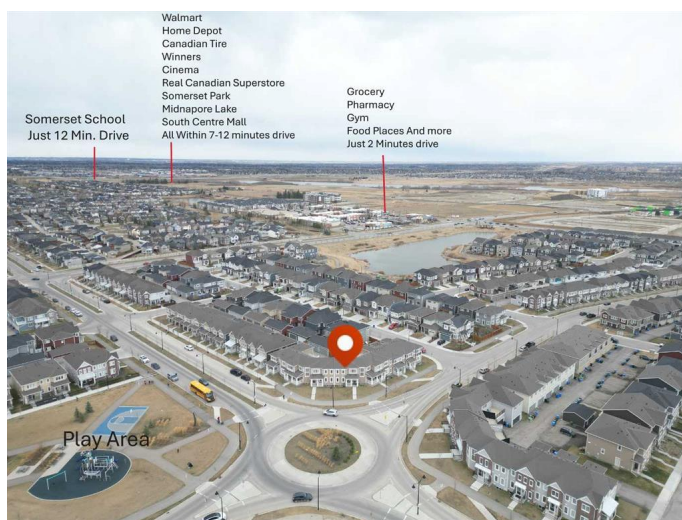 Walmart
Home Depot
Canadian Tire
Winners
Cinema
Real Canadian Superstore
Somerset Park
Midnapore Lake
South Centre Mall
All Within 7-12 minutes drive
Somerset School
Just 12 Min. Drive
Grocery
Pharmacy
Gym
Food Places And more
Just 2 Minutes drive
Play Area